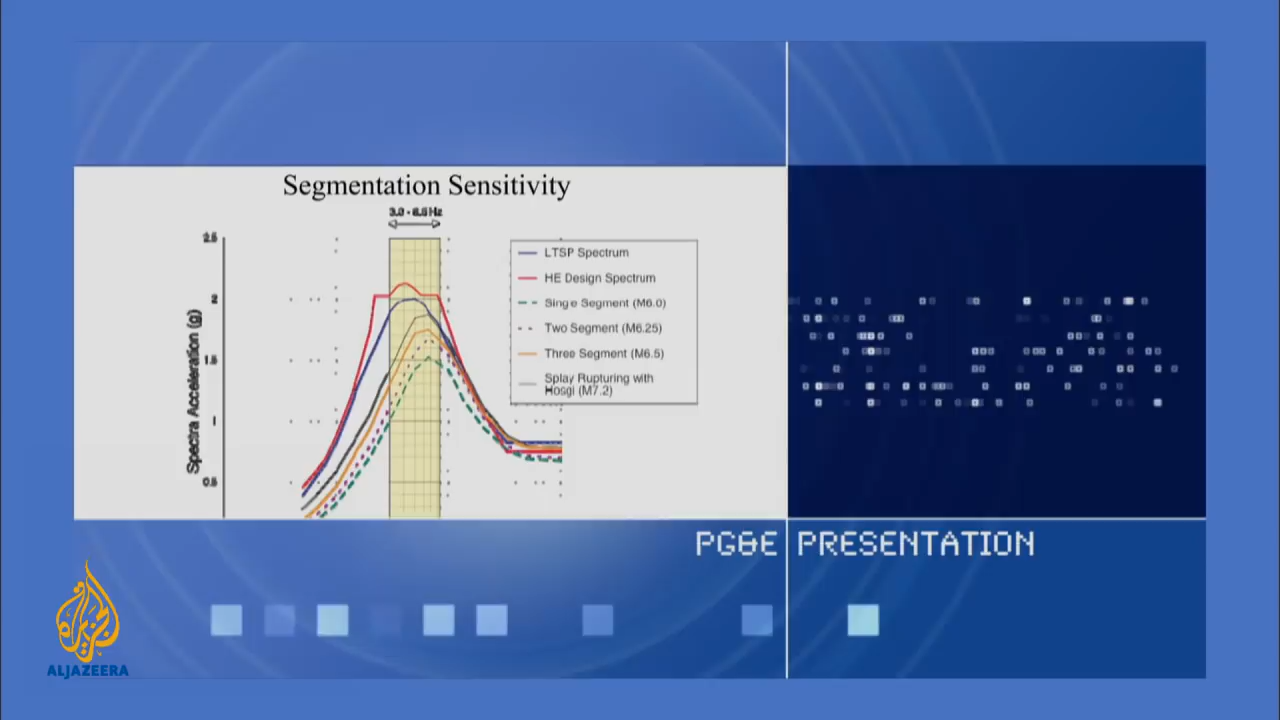 Segmentation Sensitivity
3.0 - 8.5 Hz
2.5
2
1.5
1
0.5
Spectra Acceleration (g)
LTSP Spectrum
HE Design Spectrum
Single Segment (M6.0)
Two Segment (M6.25)
Three Segment (M6.5)
Splay Rupturing with
Hosgi (M7.2)
PG&E PRESENTATION
ALJAZEERA
الجزيرة